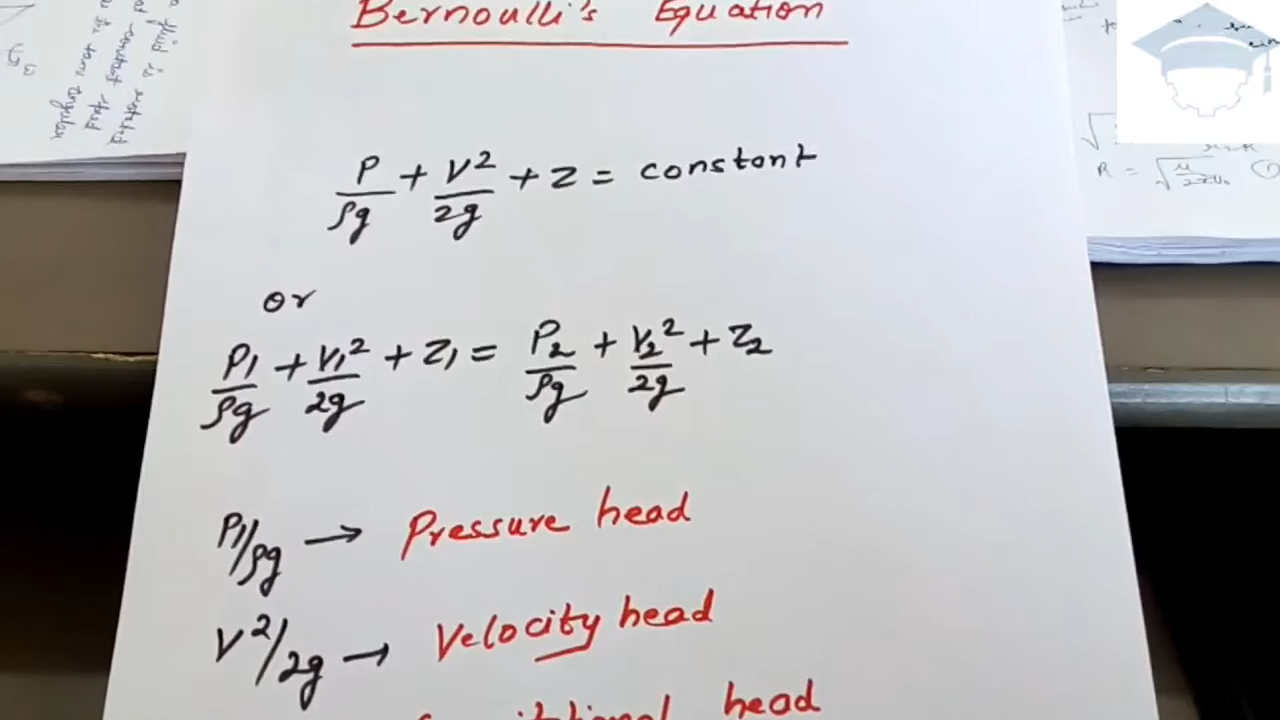 Bernoulli's Equation
P/ρg + V²/2g + Z = constant
or
P₁/ρg + V₁²/2g + Z₁ = P₂/ρg + V₂²/2g + Z₂
P₁/ρg → Pressure head
V²/2g → Velocity head
head
R =